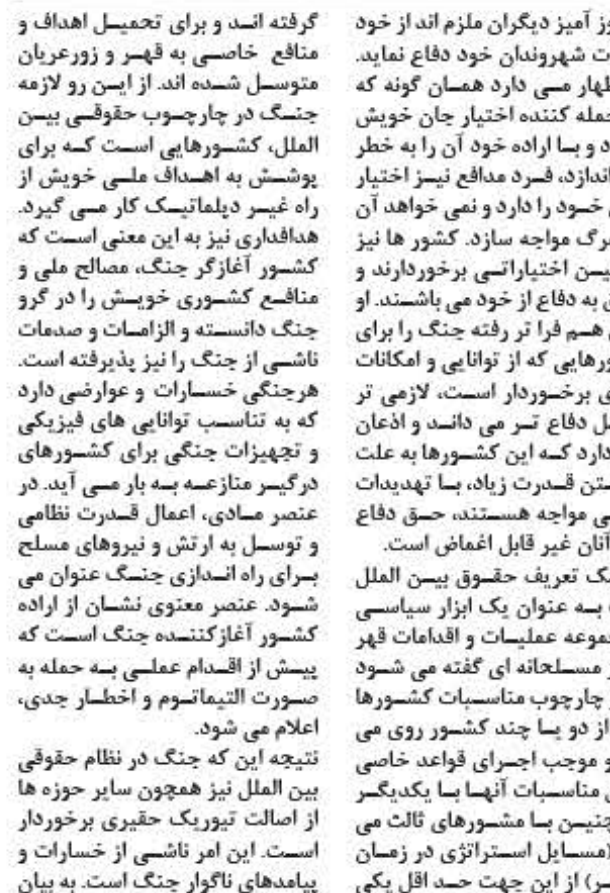 وز آمیز دیگران ملزم اند از خود
ت شهروندان خود دفاع نماید.
ظهار می دارد همان گونه که
حمله کننده اختیار جان خویش
د و با اراده خود آن را به خطر
اندازد، فرد مدافع نیز اختیار
خود را دارد و نمی خواهد آن
رگ مواجه سازد. کشور ها نیز
ین اختیاراتی برخوردارند و
ی به دفاع از خود می باشند. او
هم فرا تر رفته جنگ را برای
ورهایی که از توانایی و امکانات
ی برخوردار است، لازمی تر
ل دفاع تر می داند و اذعان
دارد که این کشورها به علت
ستن قدرت زیاد، با تهدیدات
ی مواجه هستند، حق دفاع
آنان غیر قابل اغماض است.
ک تعریف حقوق بین الملل
به عنوان یک ابزار سیاسی
موعه عملیات و اقدامات قهر
مسلحانه ای گفته می شود
چارچوب مناسبات کشورها
از دو یا چند کشور روی می
و موجب اجرای قواعد خاصی
مناسبات آنها با یکدیگر
چنین با مشورهای ثالث می
(مسایل استراتژی در زمان
سر) از این جهت حد اقل یکی
گرفته اند و برای تحمیل اهداف و
منافع خاصی به قهر و زورعریان
متوسل شده اند. از این رو لازمه
جنگ در چارچوب حقوقی بین
الملل، کشورهایی است که برای
پوشش به اهداف ملی خویش از
راه غیر دیلماتیک کار می گیرد.
هدافداری نیز به این معنی است که
کشور آغازگر جنگ، مصالح ملی و
منافع کشوری خویش را در گرو
جنگ دانسته و الزامات و صدمات
ناشی از جنگ را نیز پذیرفته است.
هرجنگی خسارات و عوارضی دارد
که به تناسب توانایی های فیزیکی
و تجهیزات جنگی برای کشورهای
درگیر منازعه به بار می آید. در
عنصر مادی، اعمال قدرت نظامی
و توسل به ارتش و نیروهای مسلح
برای راه اندازی جنگ عنوان می
شود. عنصر معنوی نشان از اراده
کشور آغازکننده جنگ است که
پیش از اقدام عملی به حمله به
صورت التیماتوم و اخطار جدی،
اعلام می شود.
نتیجه این که جنگ در نظام حقوقی
بین الملل نیز همچون سایر حوزه ها
از اصالت تیوریک حقیری برخوردار
است. این امر ناشی از خسارات و
پیامدهای ناگوار جنگ است. به بیان